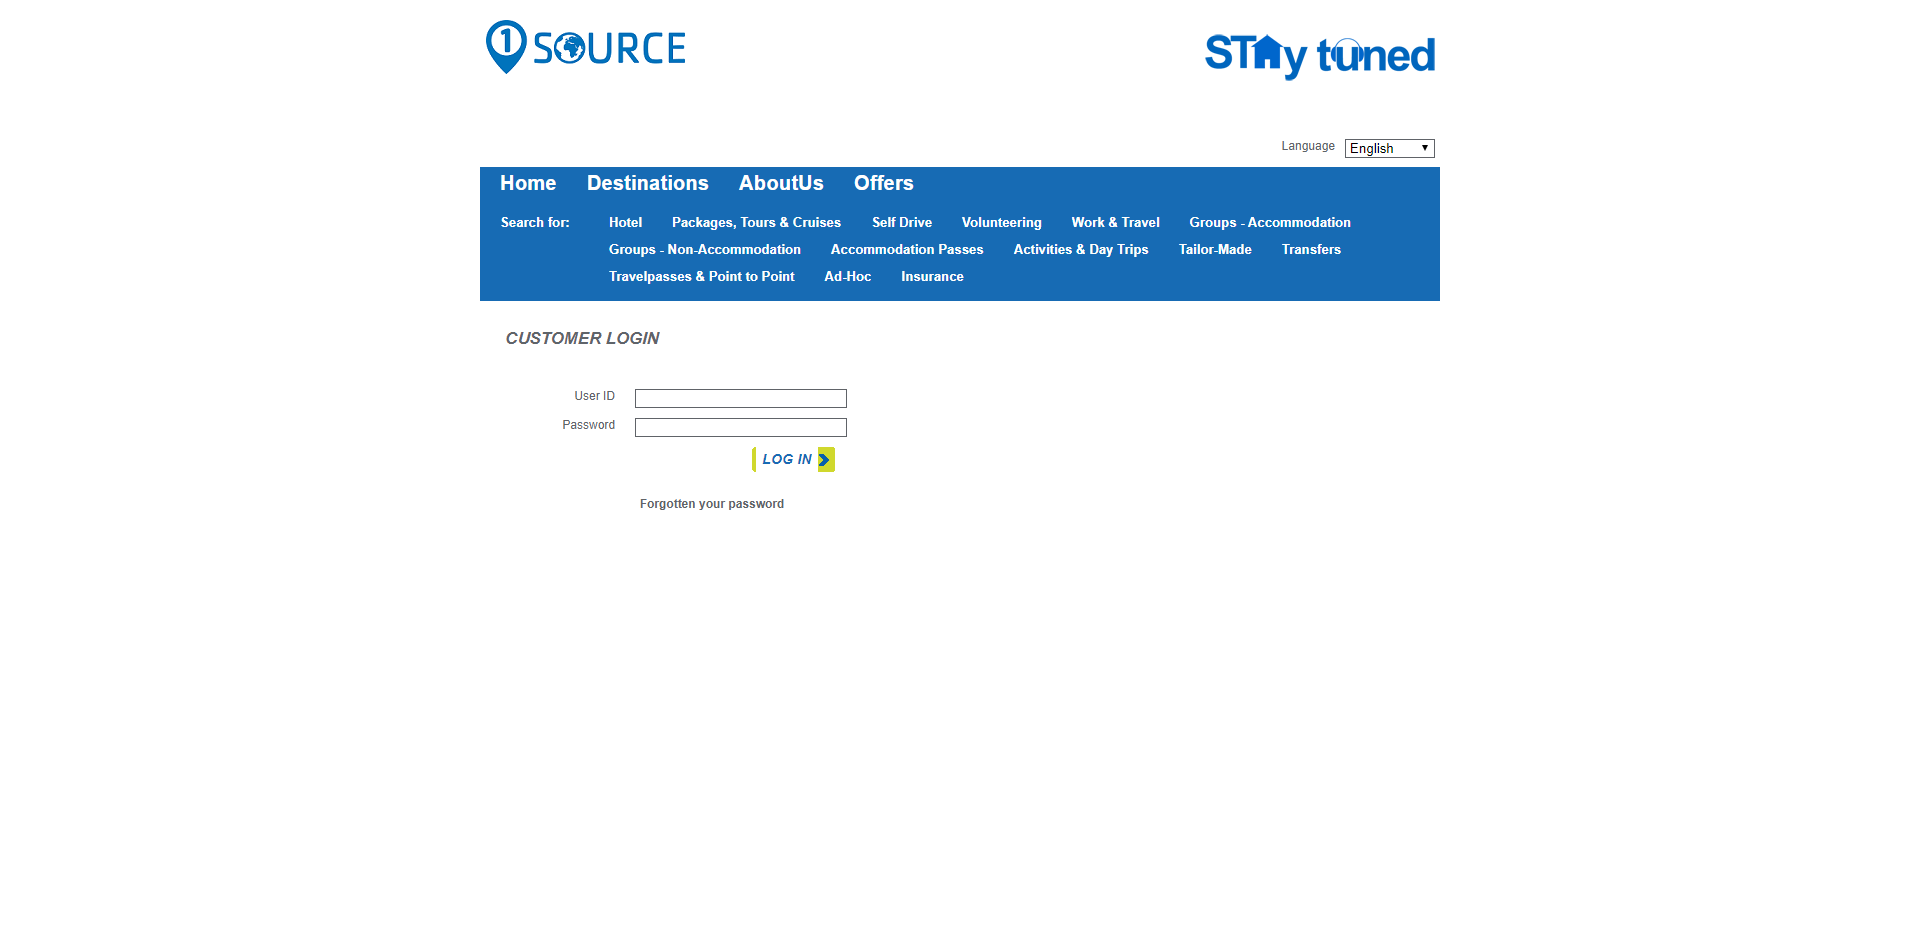 1 SOURCE
STAy tuned
Language English
Home Destinations AboutUs Offers
Search for: Hotel Packages, Tours & Cruises Self Drive Volunteering Work & Travel Groups - Accommodation
Groups - Non-Accommodation Accommodation Passes Activities & Day Trips Tailor-Made Transfers
Travelpasses & Point to Point Ad-Hoc Insurance
CUSTOMER LOGIN
User ID
Password
LOG IN
Forgotten your password